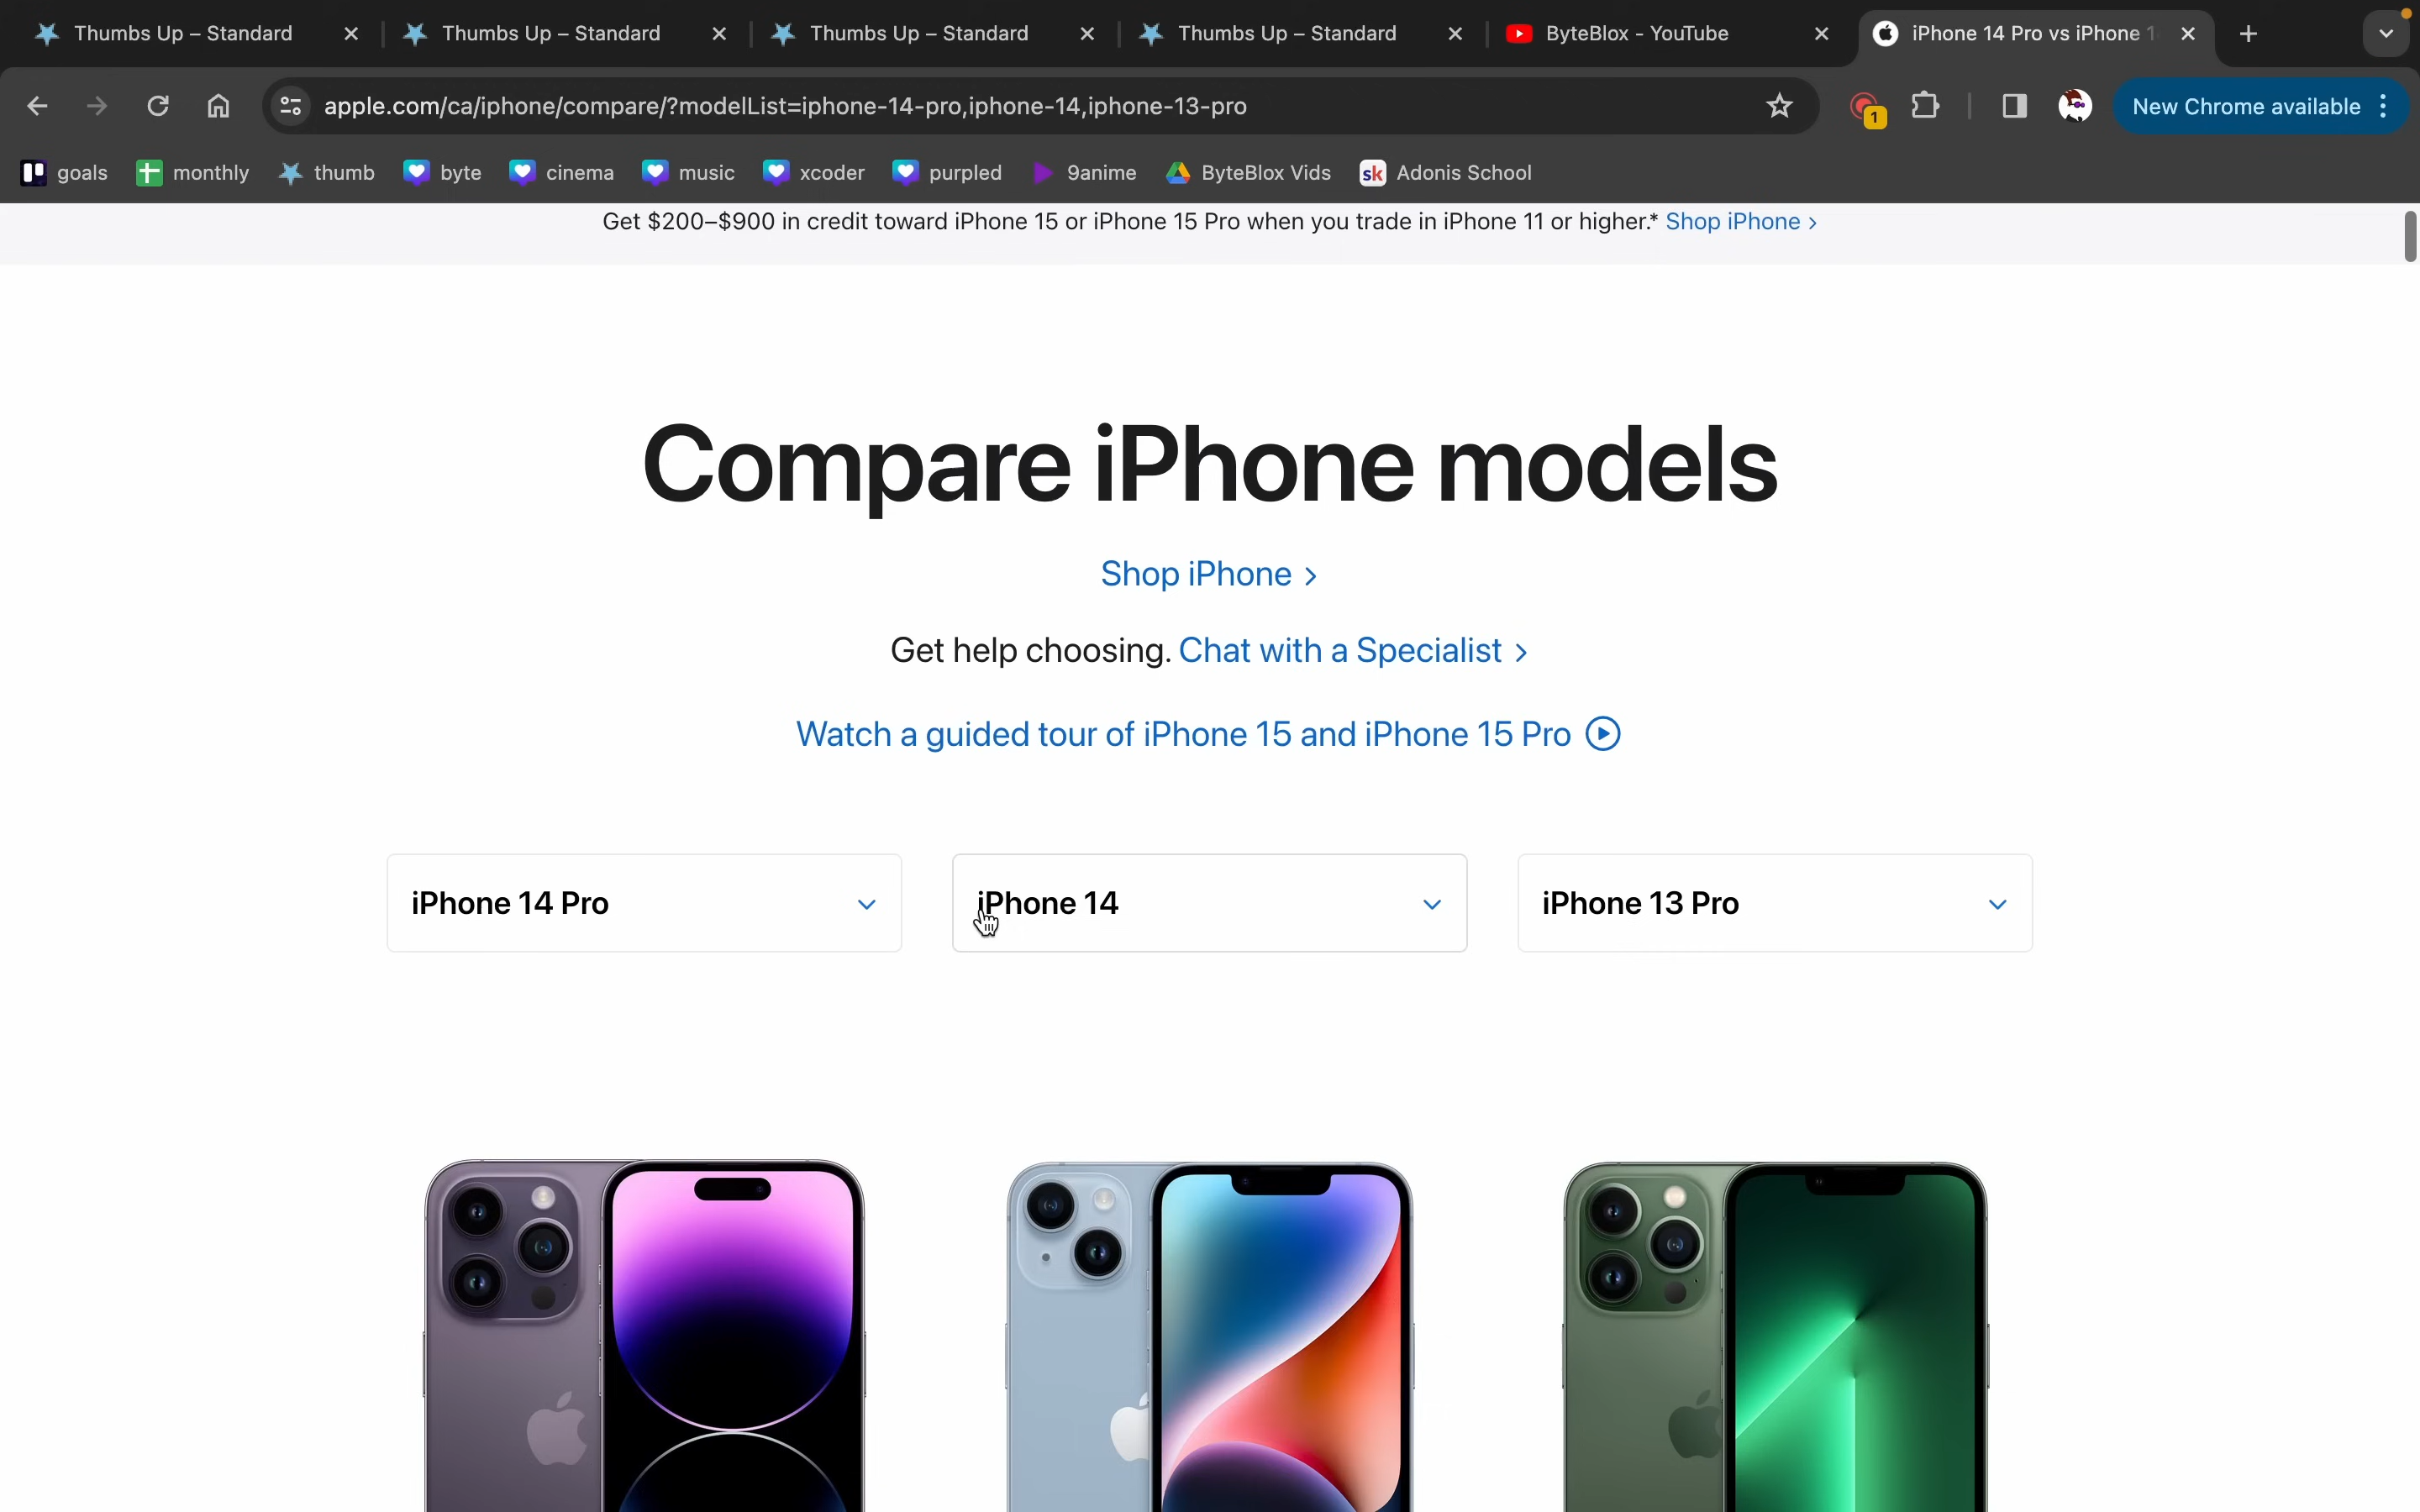 Thumbs Up – Standard
Thumbs Up – Standard
Thumbs Up – Standard
Thumbs Up – Standard
ByteBlox - YouTube
iPhone 14 Pro vs iPhone 1
apple.com/ca/iphone/compare/?modelList=iphone-14-pro,iphone-14,iphone-13-pro
1
New Chrome available
goals
monthly
thumb
byte
cinema
music
xcoder
purpled
9anime
ByteBlox Vids
sk
Adonis School
Get $200–$900 in credit toward iPhone 15 or iPhone 15 Pro when you trade in iPhone 11 or higher.* Shop iPhone >
Compare iPhone models
Shop iPhone >
Get help choosing. Chat with a Specialist >
Watch a guided tour of iPhone 15 and iPhone 15 Pro
iPhone 14 Pro
iPhone 14
iPhone 13 Pro